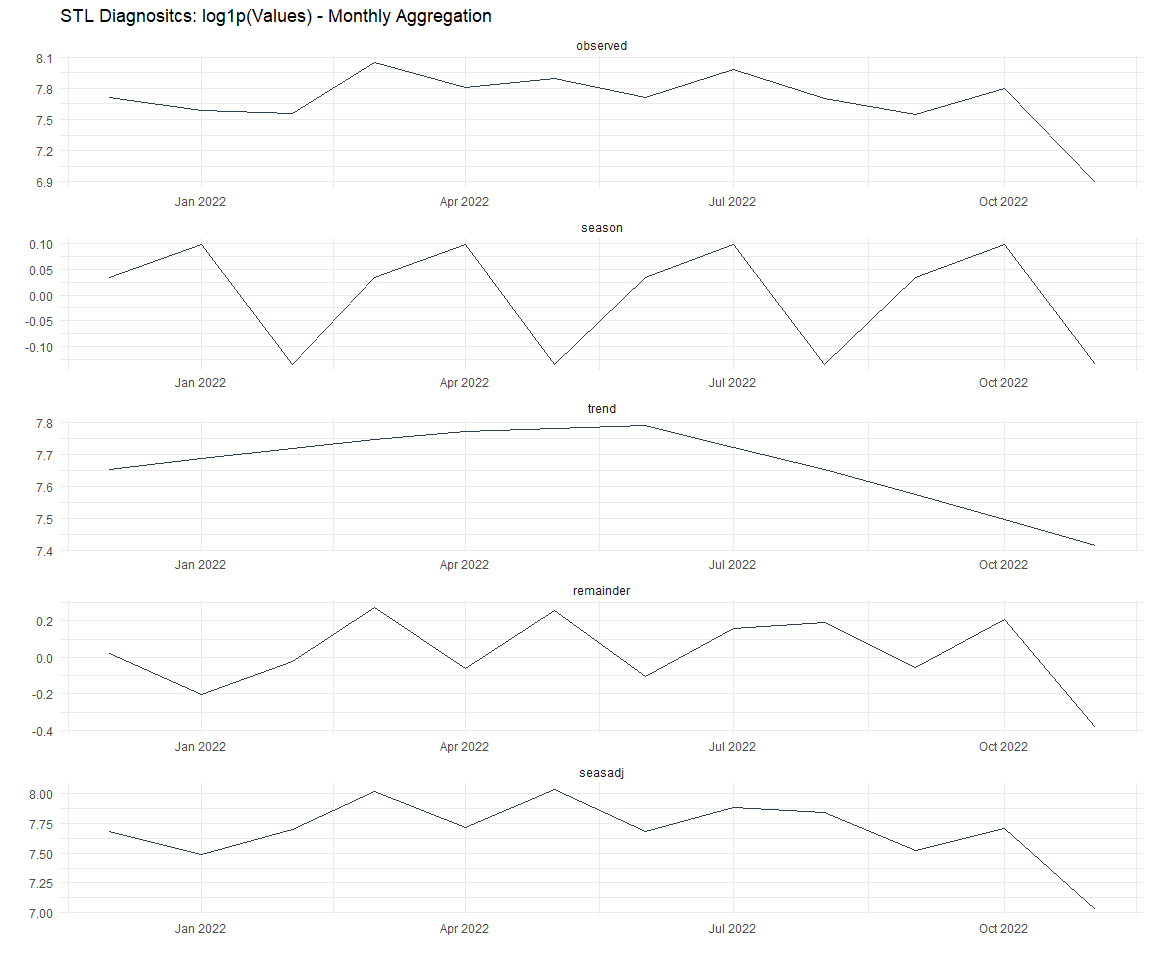 STL Diagnositcs: log1p(Values) - Monthly Aggregation
observed
8.1
7.8
7.5
7.2
6.9
Jan 2022 Apr 2022 Jul 2022 Oct 2022
season
0.10
0.05
0.00
-0.05
-0.10
Jan 2022 Apr 2022 Jul 2022 Oct 2022
trend
7.8
7.7
7.6
7.5
7.4
Jan 2022 Apr 2022 Jul 2022 Oct 2022
remainder
0.2
0.0
-0.2
-0.4
Jan 2022 Apr 2022 Jul 2022 Oct 2022
seasadj
8.00
7.75
7.50
7.25
7.00
Jan 2022 Apr 2022 Jul 2022 Oct 2022